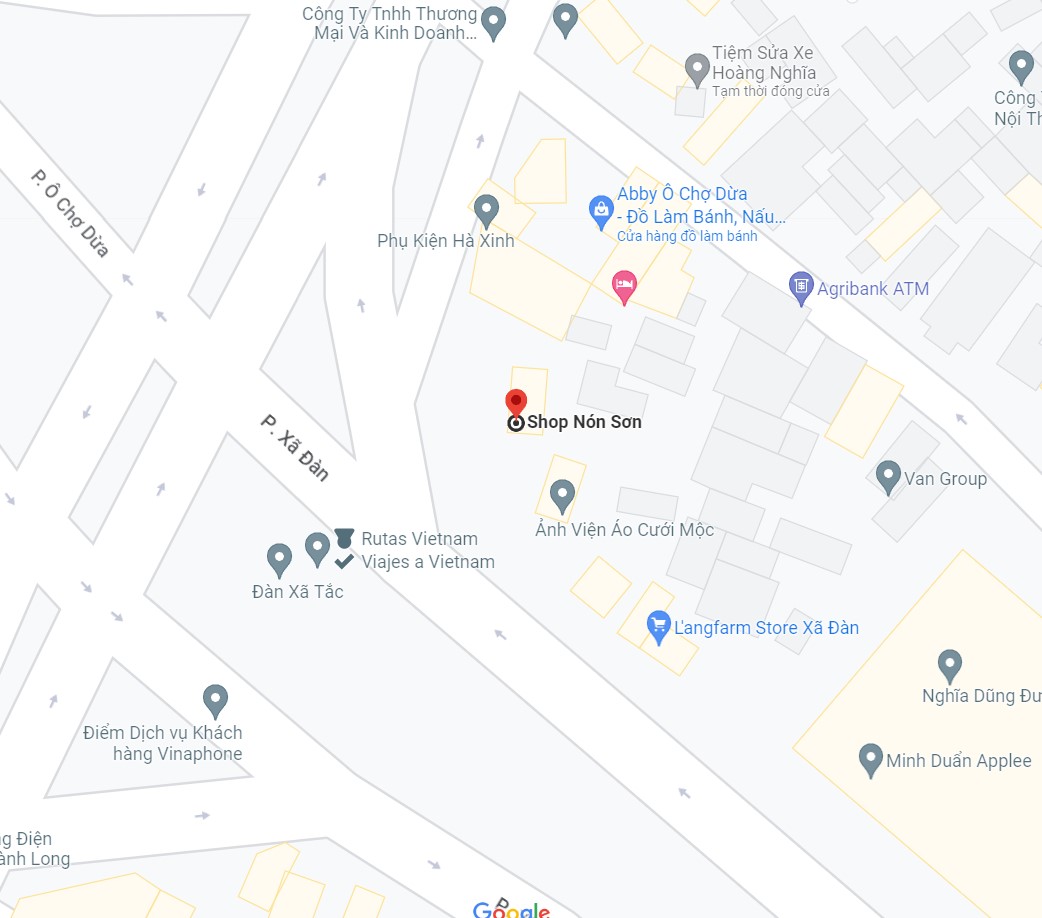 Công Ty Tnhh Thương
Mại Và Kinh Doanh...
Tiệm Sửa Xe
Hoàng Nghĩa
Tạm thời đóng cửa
Công
Nội Th
P. Ô Chợ Dừa
Abby Ô Chợ Dừa
- Đồ Làm Bánh, Nấu...
Cửa hàng đồ làm bánh
Phụ Kiện Hà Xinh
Agribank ATM
Shop Nón Sơn
P. Xã Đàn
Van Group
Ảnh Viện Áo Cưới Mộc
Rutas Vietnam
Viajes a Vietnam
Đàn Xã Tắc
L'angfarm Store Xã Đàn
Nghĩa Dũng Đư
Điểm Dịch vụ Khách
hàng Vinaphone
Minh Duẩn Applee
g Điện
ành Long
P
Google